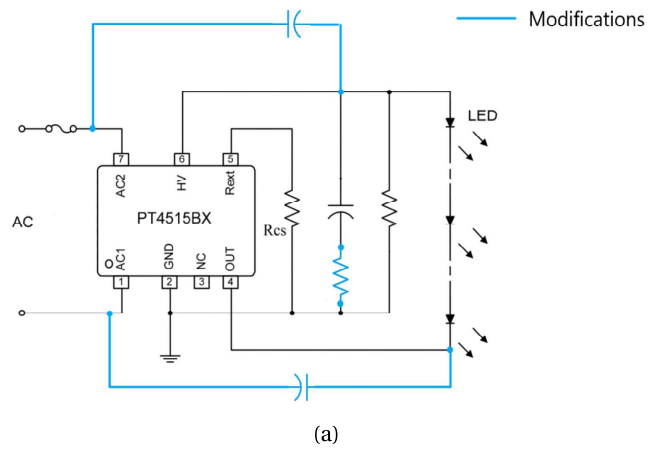 Modifications
LED
7
6
5
AC2
HV
Rext
PT4515BX
AC
Rcs
AC1
GND
NC
OUT
1
2
3
4
(a)